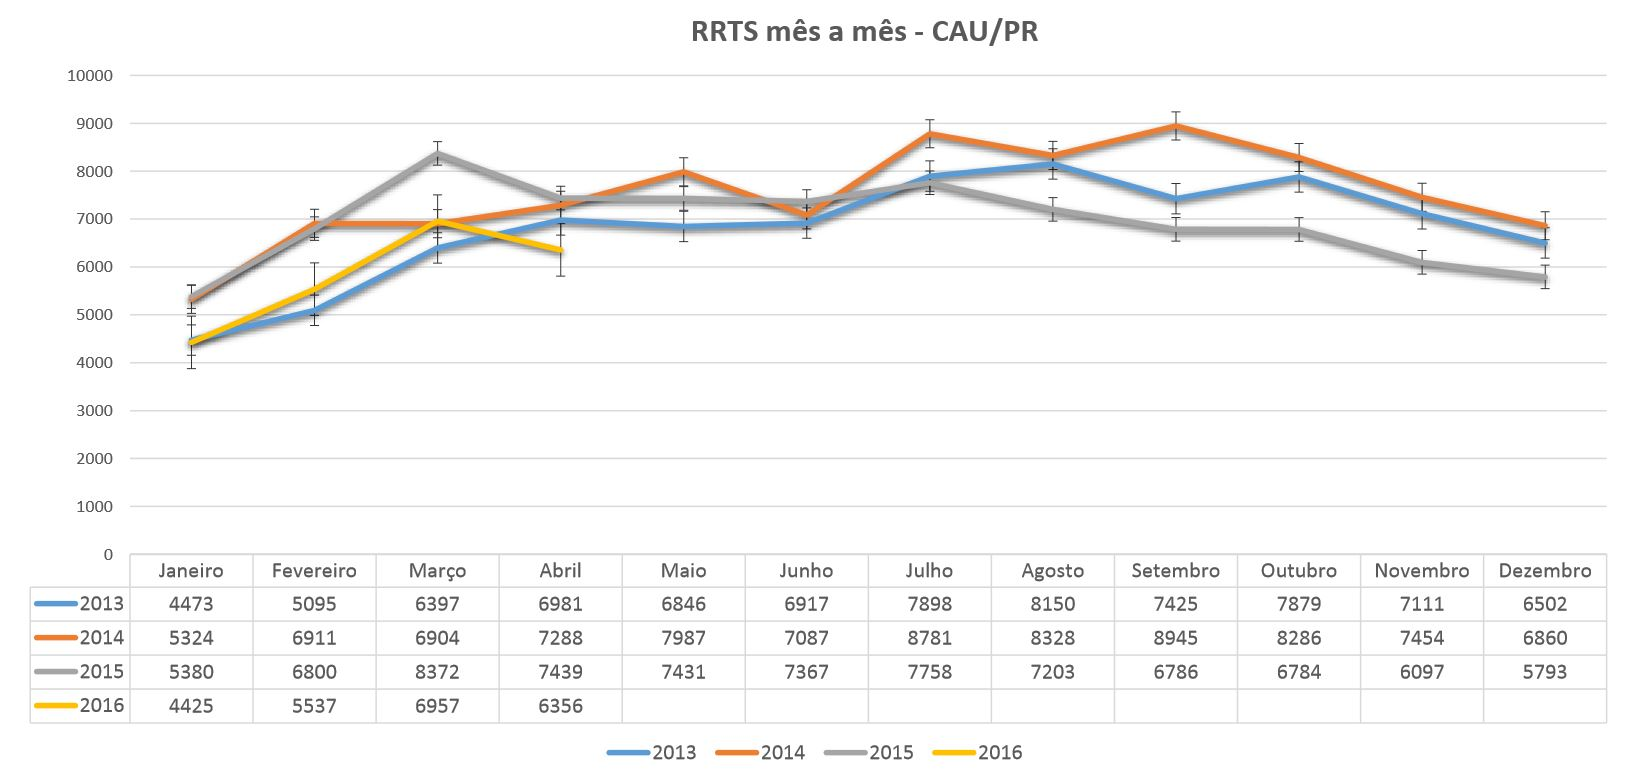 RRTS mês a mês - CAU/PR
10000
9000
8000
7000
6000
5000
4000
3000
2000
1000
0
Janeiro Fevereiro Março Abril Maio Junho Julho Agosto Setembro Outubro Novembro Dezembro
2013 4473 5095 6397 6981 6846 6917 7898 8150 7425 7879 7111 6502
2014 5324 6911 6904 7288 7987 7087 8781 8328 8945 8286 7454 6860
2015 5380 6800 8372 7439 7431 7367 7758 7203 6786 6784 6097 5793
2016 4425 5537 6957 6356
2013 2014 2015 2016